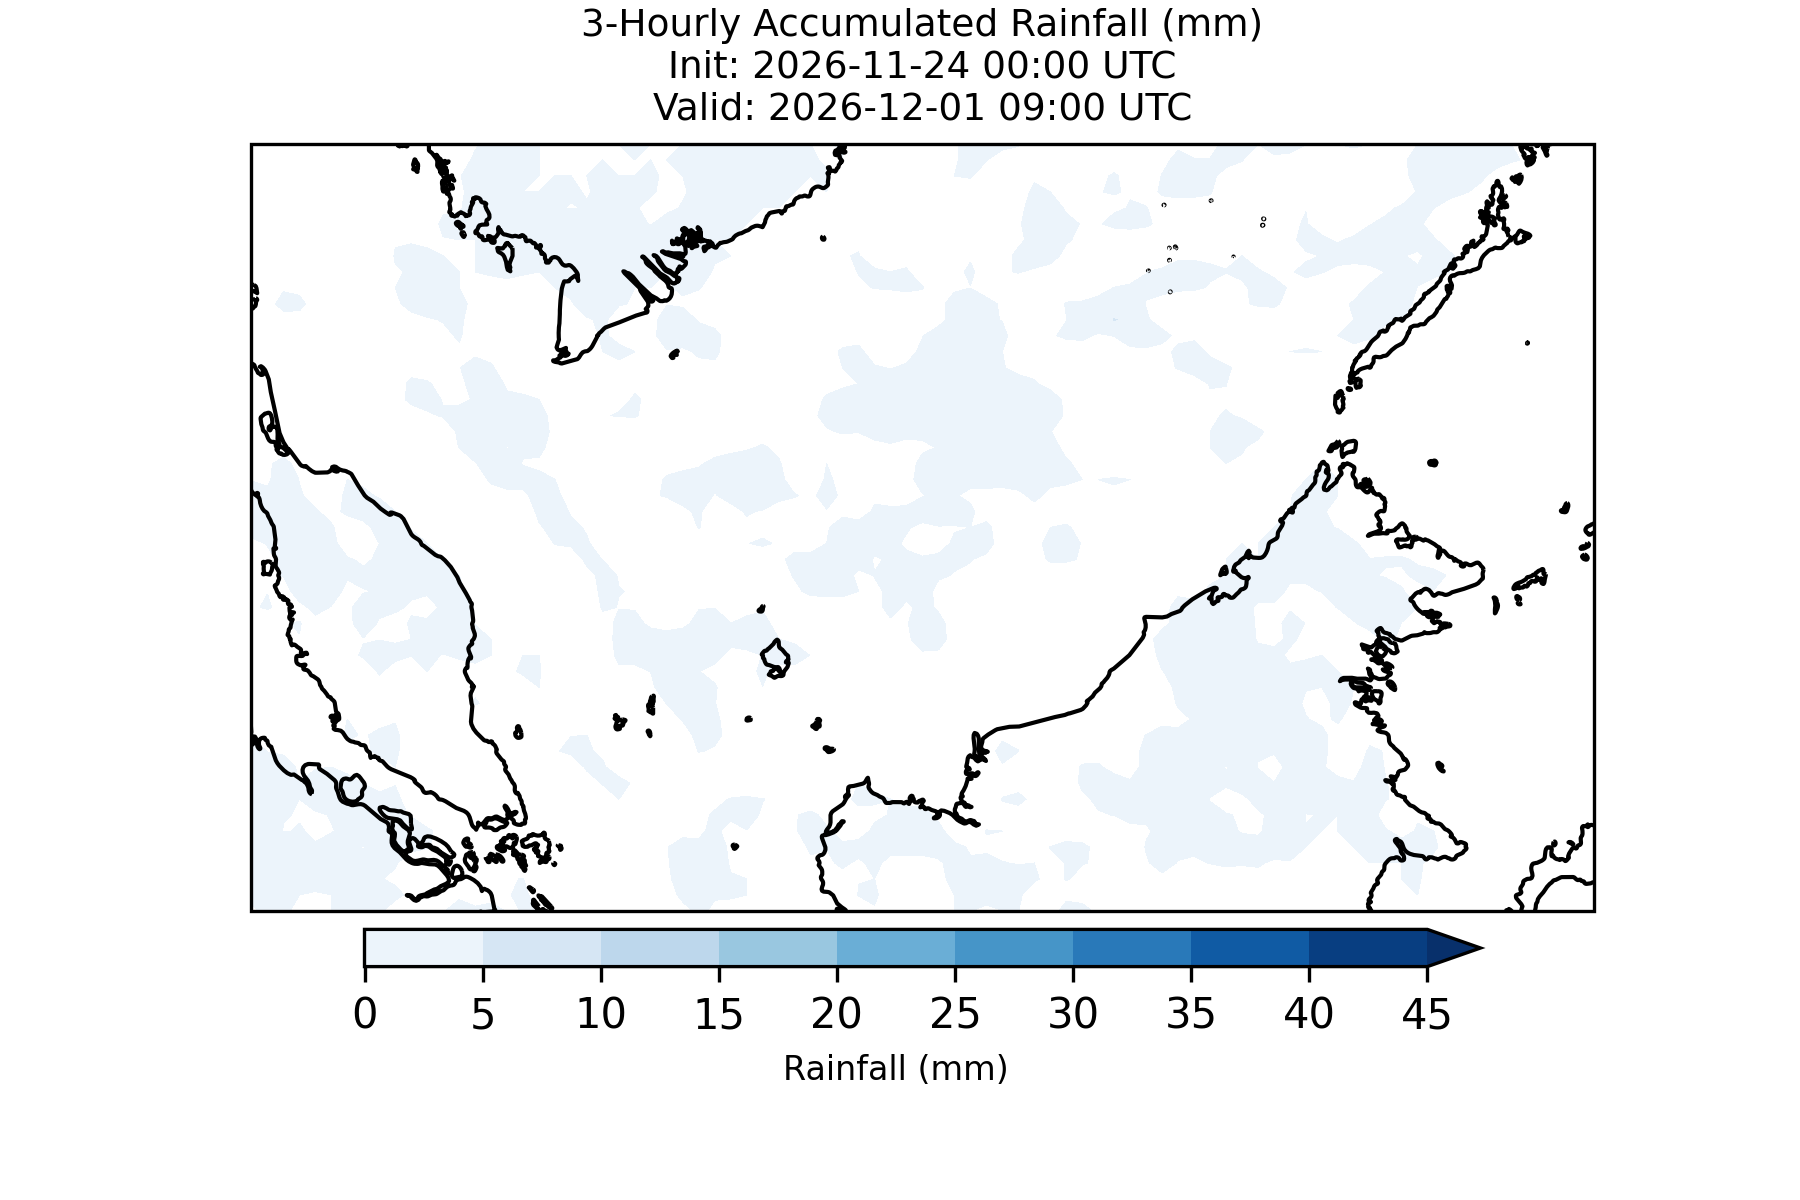 3-Hourly Accumulated Rainfall (mm)
Init: 2026-11-24 00:00 UTC
Valid: 2026-12-01 09:00 UTC
0 5 10 15 20 25 30 35 40 45
Rainfall (mm)